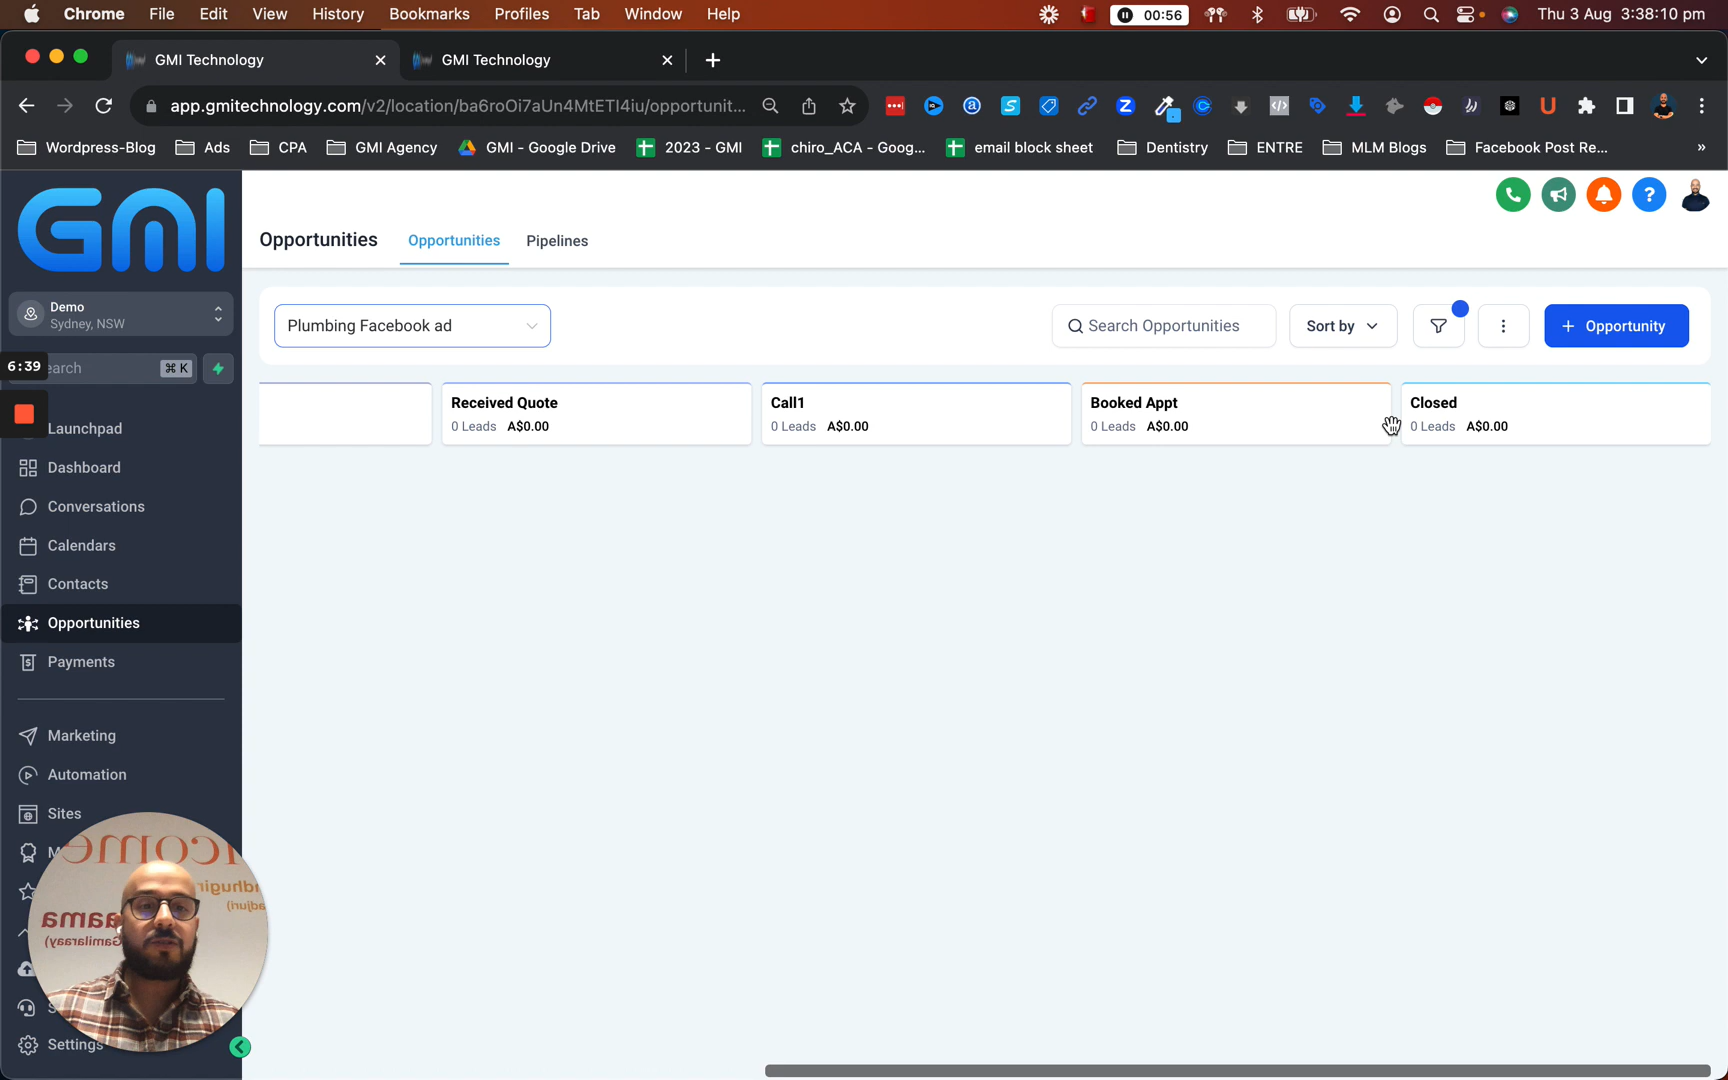 Chrome File Edit View History Bookmarks Profiles Tab Window Help 00:56 Thu 3 Aug 3:38:10 pm
GMI Technology GMI Technology
app.gmitechnology.com/v2/location/ba6roOi7aUn4MtETI4iu/opportunit...
Wordpress-Blog Ads CPA GMI Agency GMI - Google Drive 2023 - GMI chiro_ACA - Goog... email block sheet Dentistry ENTRE MLM Blogs Facebook Post Re... »
GMI
Demo
Sydney, NSW
6:39
earch ⌘ K
Launchpad
Dashboard
Conversations
Calendars
Contacts
Opportunities
Payments
Marketing
Automation
Sites
Settings
Opportunities Opportunities Pipelines
Plumbing Facebook ad Search Opportunities Sort by + Opportunity
Received Quote
0 Leads A$0.00
Call1
0 Leads A$0.00
Booked Appt
0 Leads A$0.00
Closed
0 Leads A$0.00